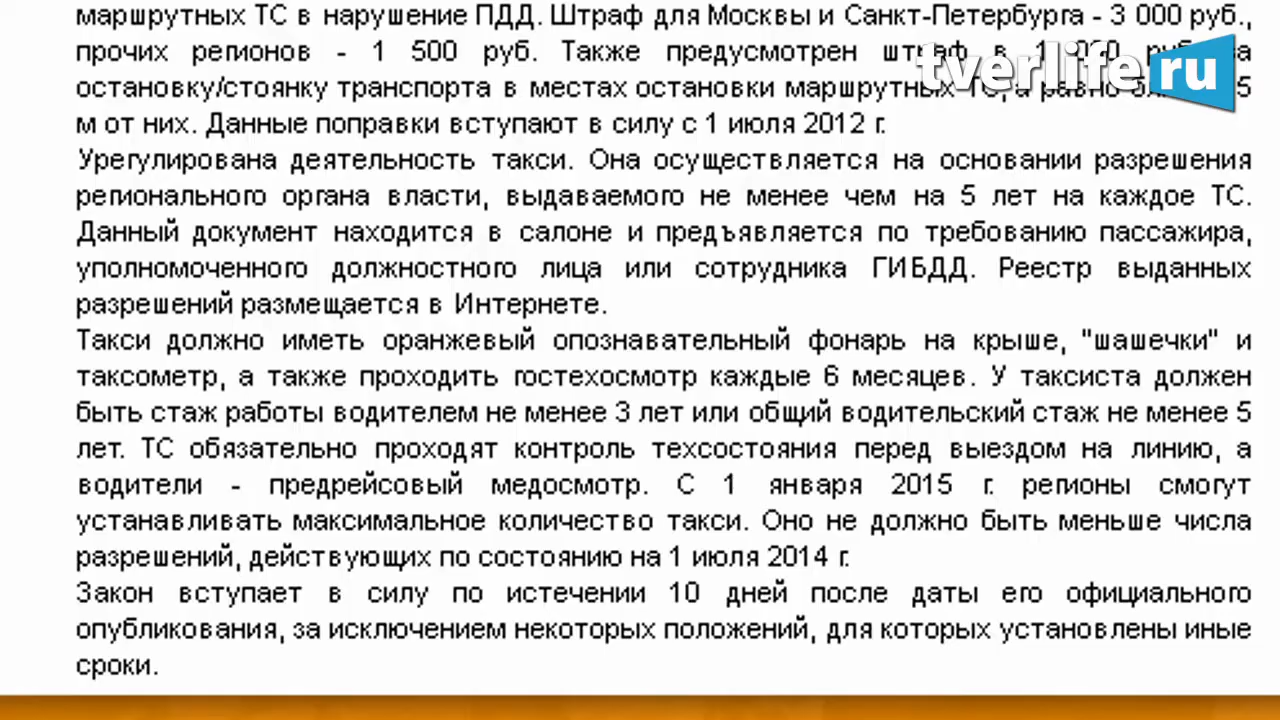 маршрутных ТС в нарушение ПДД. Штраф для Москвы и Санкт-Петербурга - 3 000 руб.,
прочих регионов - 1 500 руб. Также предусмотрен штраф в
tverlife ru
остановку/стоянку транспорта в местах остановки маршрутных
м от них. Данные поправки вступают в силу с 1 июля 2012 г.
Урегулирована деятельность такси. Она осуществляется на основании разрешения
регионального органа власти, выдаваемого не менее чем на 5 лет на каждое ТС.
Данный документ находится в салоне и предъявляется по требованию пассажира,
уполномоченного должностного лица или сотрудника ГИБДД. Реестр выданных
разрешений размещается в Интернете.
Такси должно иметь оранжевый опознавательный фонарь на крыше, "шашечки" и
таксометр, а также проходить гостехосмотр каждые 6 месяцев. У таксиста должен
быть стаж работы водителем не менее 3 лет или общий водительский стаж не менее 5
лет. ТС обязательно проходят контроль техсостояния перед выездом на линию, а
водители - предрейсовый медосмотр. С 1 января 2015 г. регионы смогут
устанавливать максимальное количество такси. Оно не должно быть меньше числа
разрешений, действующих по состоянию на 1 июля 2014 г.
Закон вступает в силу по истечении 10 дней после даты его официального
опубликования, за исключением некоторых положений, для которых установлены иные
сроки.